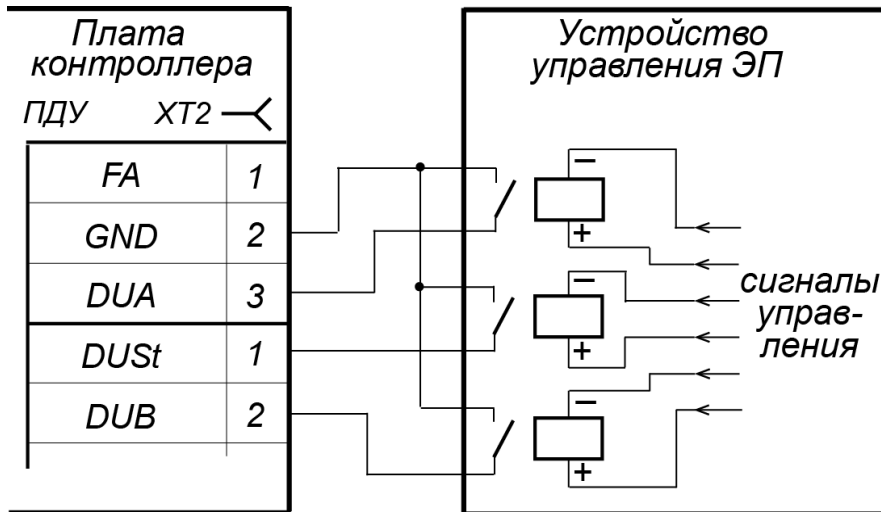 Плата
контроллера
ПДУ XT2
FA 1
GND 2
DUA 3
DUSt 1
DUB 2
Устройство
управления ЭП
−
+
−
+
−
+
сигналы
управ-
ления